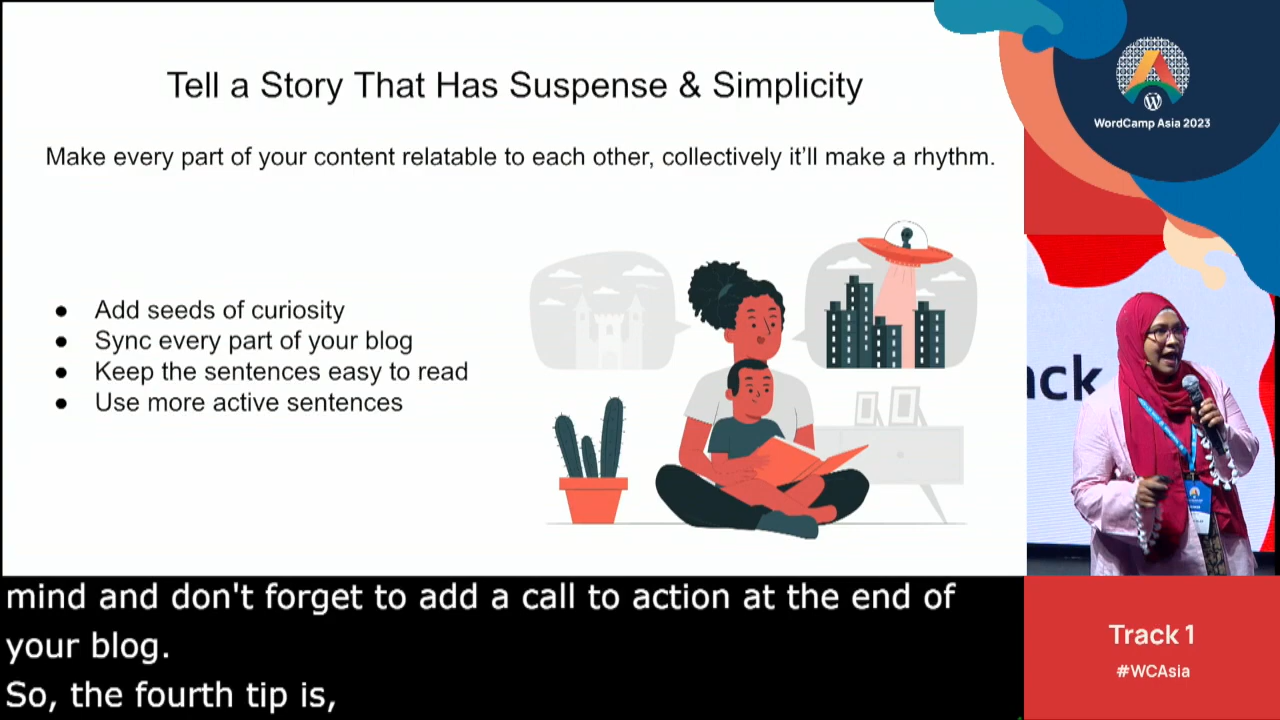 Tell a Story That Has Suspense & Simplicity
Make every part of your content relatable to each other, collectively it'll make a rhythm.
● Add seeds of curiosity
● Sync every part of your blog
● Keep the sentences easy to read
● Use more active sentences
WordCamp Asia 2023
ack
mind and don't forget to add a call to action at the end of
your blog.
So, the fourth tip is,
Track 1
#WCAsia